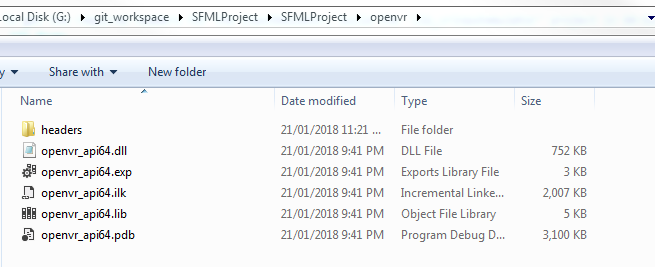 Local Disk (G:) git_workspace SFMLProject SFMLProject openvr
Share with New folder
Name Date modified Type Size
headers 21/01/2018 11:21 ... File folder
openvr_api64.dll 21/01/2018 9:41 PM DLL File 752 KB
openvr_api64.exp 21/01/2018 9:41 PM Exports Library File 3 KB
openvr_api64.ilk 21/01/2018 9:41 PM Incremental Linke... 2,007 KB
openvr_api64.lib 21/01/2018 9:41 PM Object File Library 5 KB
openvr_api64.pdb 21/01/2018 9:41 PM Program Debug D... 3,100 KB